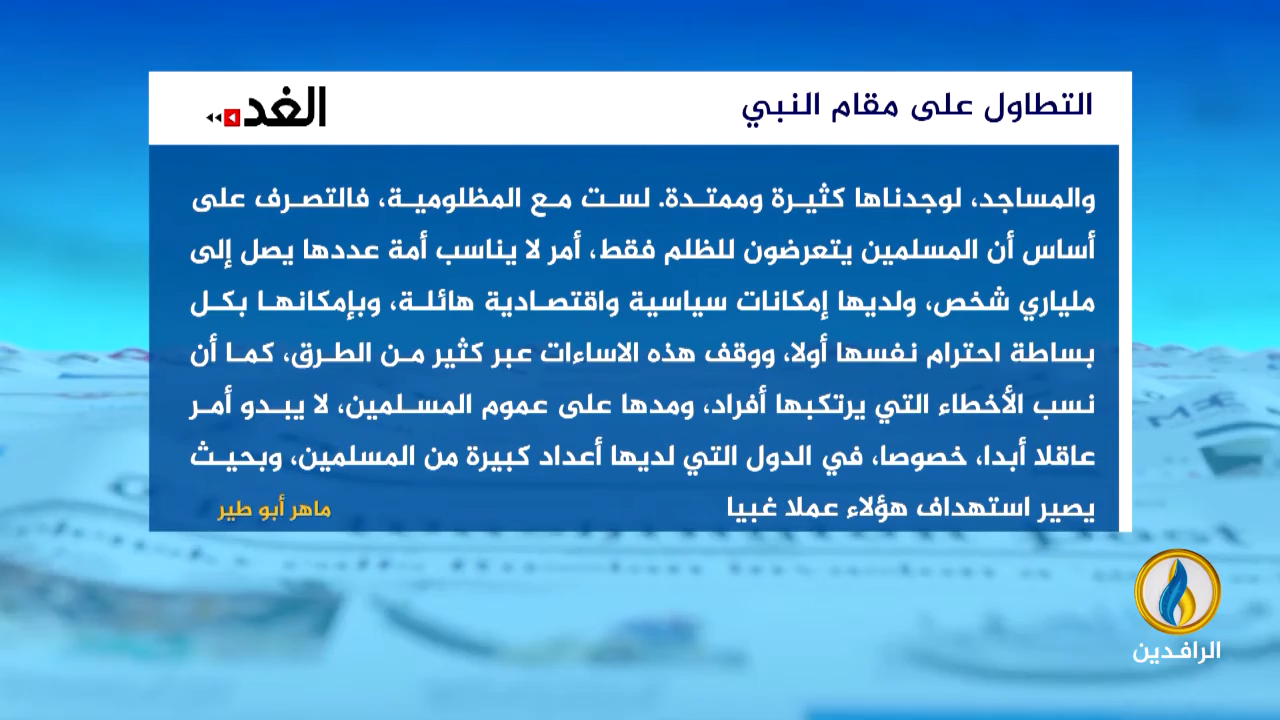 التطاول على مقام النبي
الغد
والمساجد، لوجدناها كثيرة وممتدة. لست مع المظلومية، فالتصرف على
أساس أن المسلمين يتعرضون للظلم فقط، أمر لا يناسب أمة عددها يصل إلى
ملياري شخص، ولديها إمكانات سياسية واقتصادية هائلة، وبإمكانها بكل
بساطة احترام نفسها أولا، ووقف هذه الاساءات عبر كثير من الطرق، كما أن
نسب الأخطاء التي يرتكبها أفراد، ومدها على عموم المسلمين، لا يبدو أمر
عاقلا أبدا، خصوصا، في الدول التي لديها أعداد كبيرة من المسلمين، وبحيث
يصير استهداف هؤلاء عملا غبيا
ماهر أبو طير
الرافدين